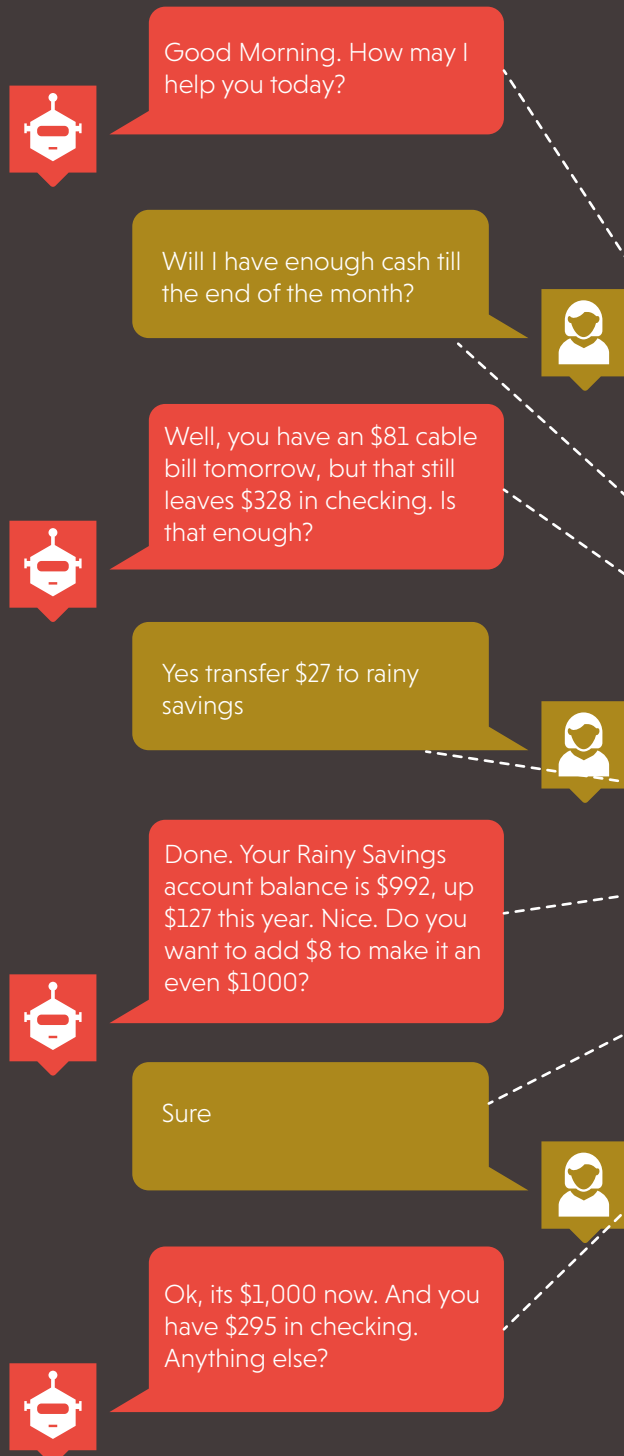 Good Morning. How may I
help you today?
Will I have enough cash till
the end of the month?
Well, you have an $81 cable
bill tomorrow, but that still
leaves $328 in checking. Is
that enough?
Yes transfer $27 to rainy
savings
Done. Your Rainy Savings
account balance is $992, up
$127 this year. Nice. Do you
want to add $8 to make it an
even $1000?
Sure
Ok, its $1,000 now. And you
have $295 in checking.
Anything else?